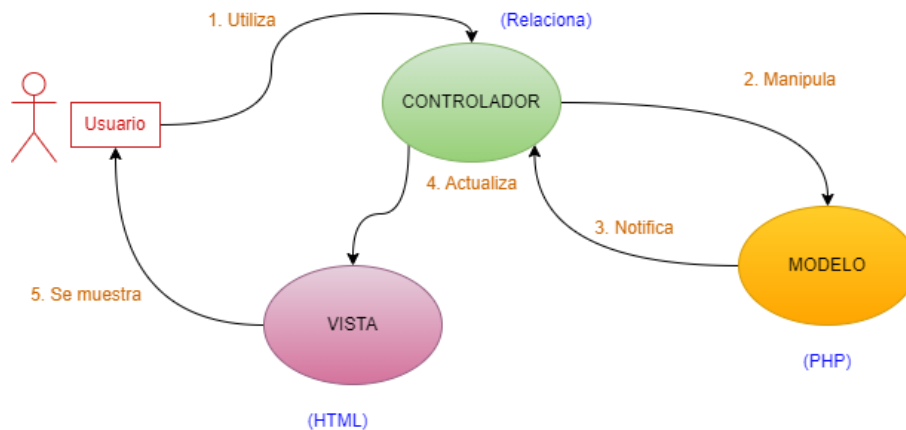 1. Utiliza
(Relaciona)
CONTROLADOR
2. Manipula
Usuario
4. Actualiza
3. Notifica
MODELO
5. Se muestra
VISTA
(PHP)
(HTML)